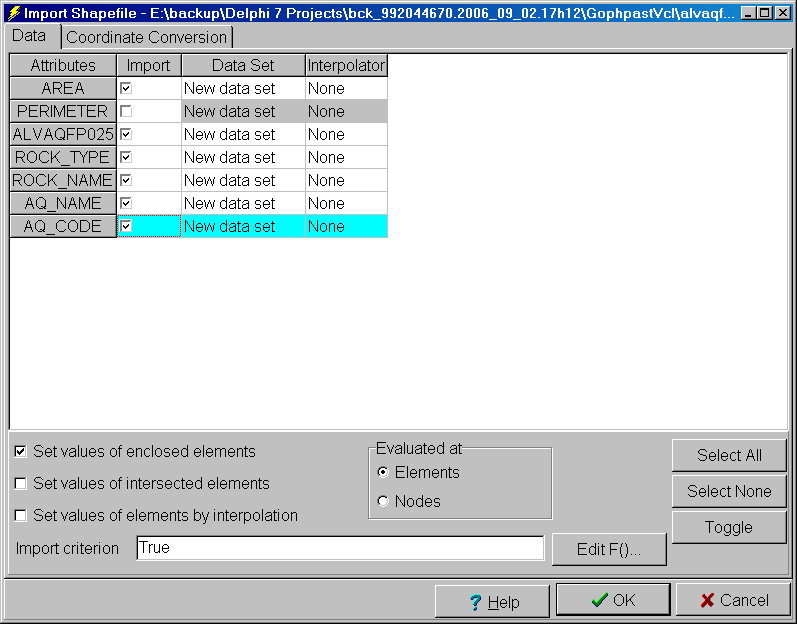 Import Shapefile - E:\backup\Delphi 7 Projects\bck_992044670.2006_09_02.17h12\GophpastVcl\alvaqf...
Data Coordinate Conversion
Attributes Import Data Set Interpolator
AREA New data set None
PERIMETER New data set None
ALVAQFP025 New data set None
ROCK_TYPE New data set None
ROCK_NAME New data set None
AQ_NAME New data set None
AQ_CODE New data set None
Set values of enclosed elements
Set values of intersected elements
Set values of elements by interpolation
Evaluated at
Elements
Nodes
Select All
Select None
Toggle
Import criterion True Edit F()...
? Help OK Cancel